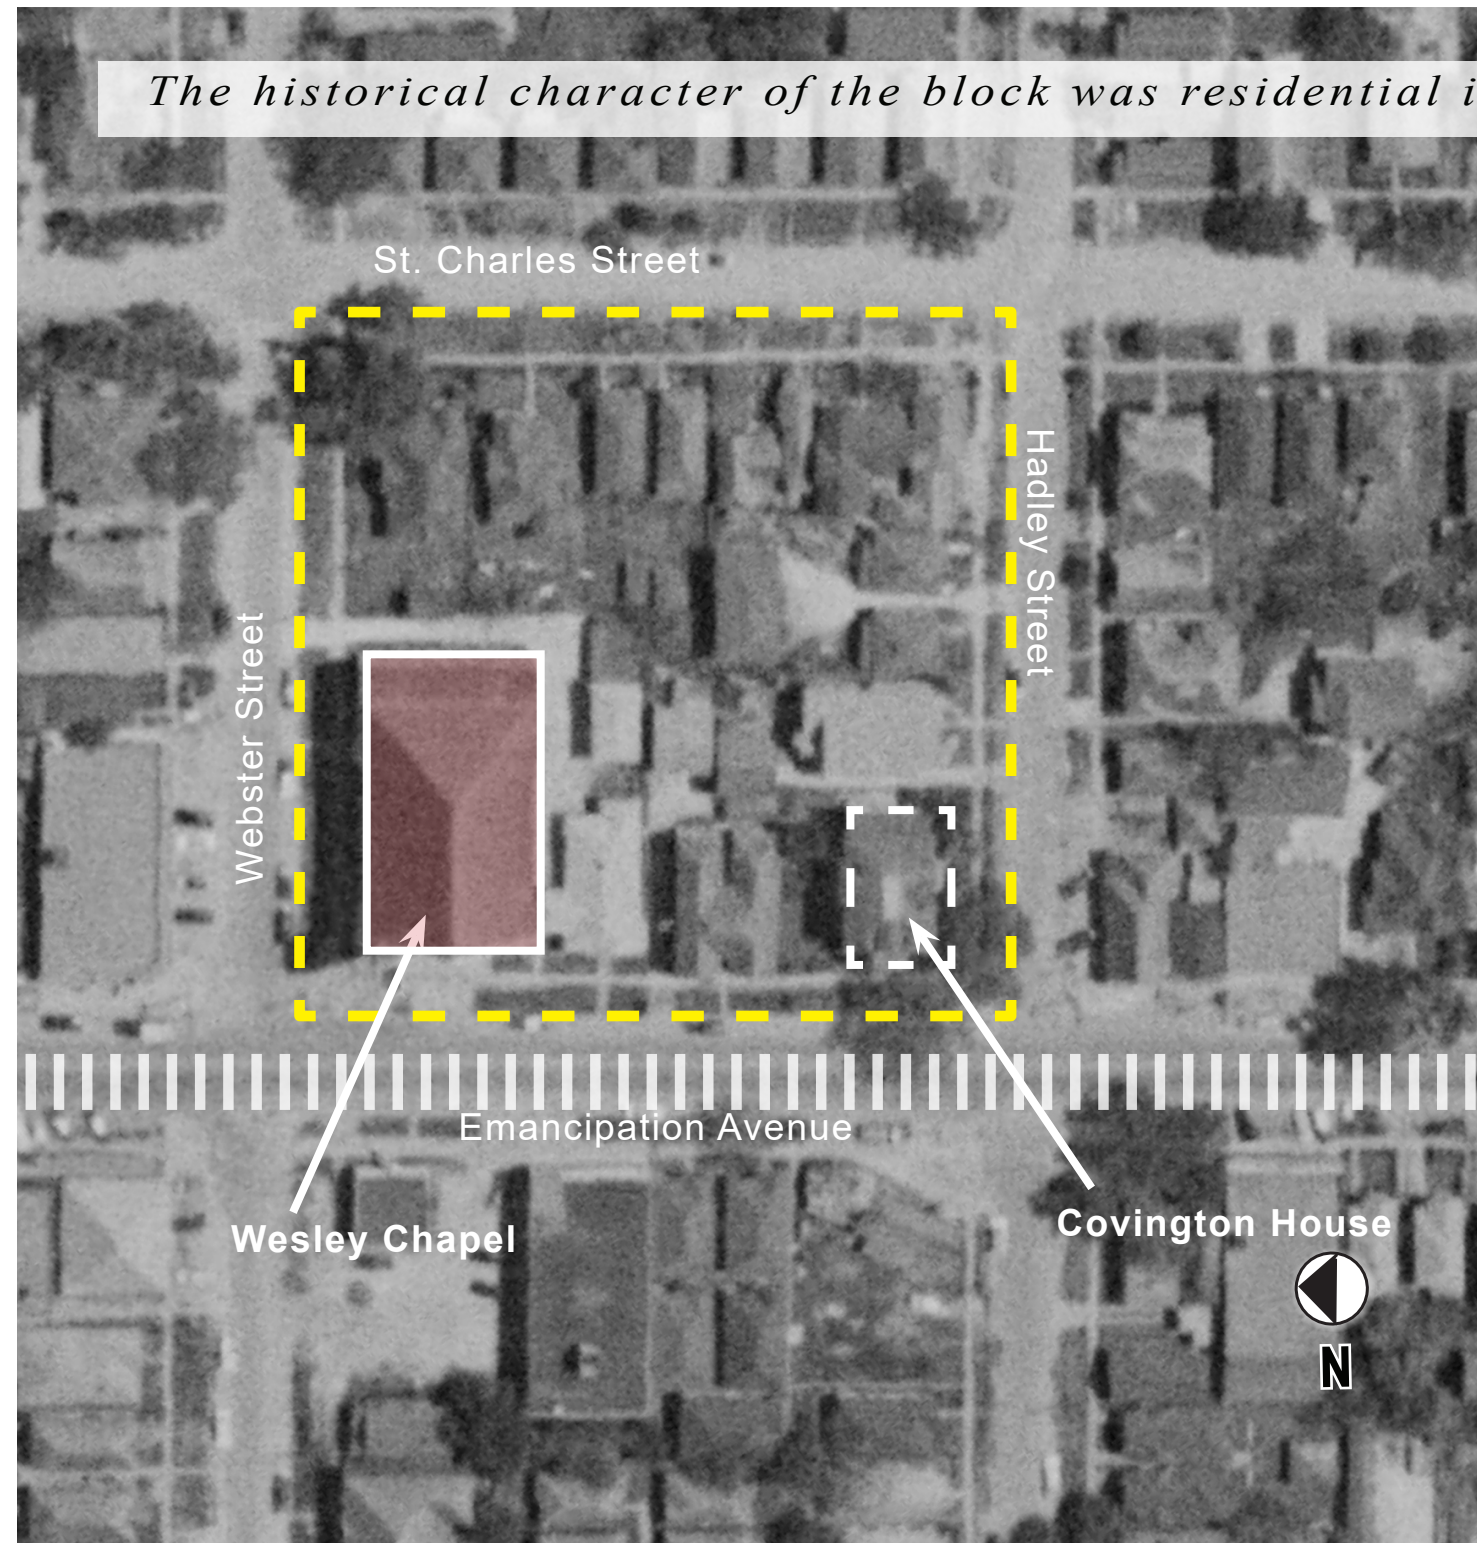 The historical character of the block was residential i
St. Charles Street
Hadley Street
Webster Street
Emancipation Avenue
Wesley Chapel
Covington House
N